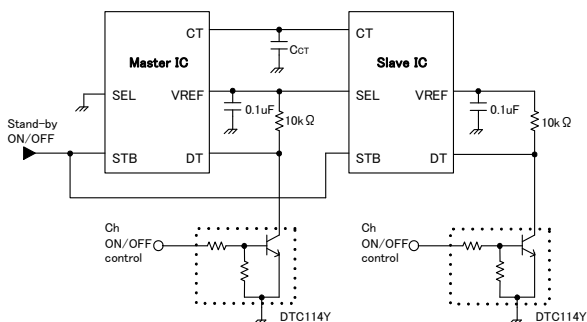 CT
CT
Master IC
CCT
Slave IC
SEL
VREF
SEL
VREF
0.1uF
10kΩ
0.1uF
10kΩ
Stand-by
ON/OFF
STB
DT
STB
DT
Ch
ON/OFF
control
DTC114Y
Ch
ON/OFF
control
DTC114Y